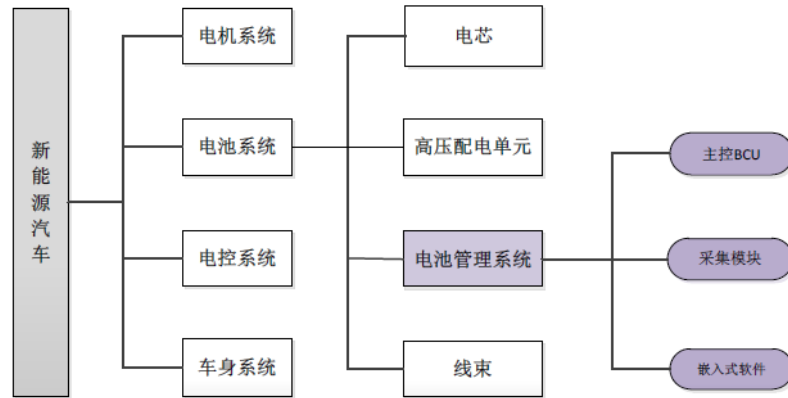 新能源汽车
电机系统
电池系统
电控系统
车身系统
电芯
高压配电单元
电池管理系统
线束
主控BCU
采集模块
嵌入式软件